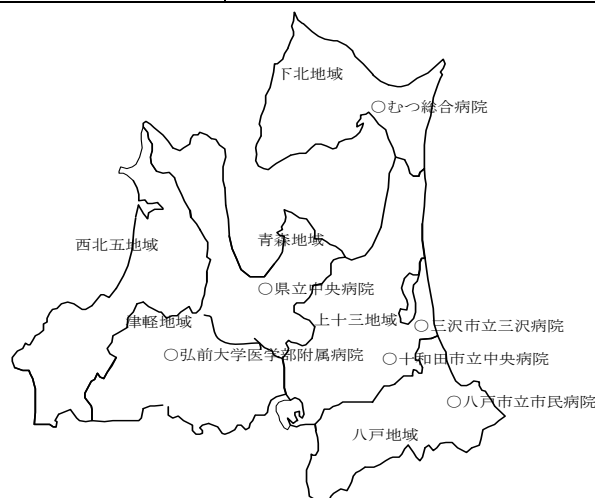 下北地域
○むつ総合病院
青森地域
西北五地域
○県立中央病院
津軽地域
上十三地域
○三沢市立三沢病院
○弘前大学医学部附属病院
○十和田市立中央病院
○八戸市立市民病院
八戸地域